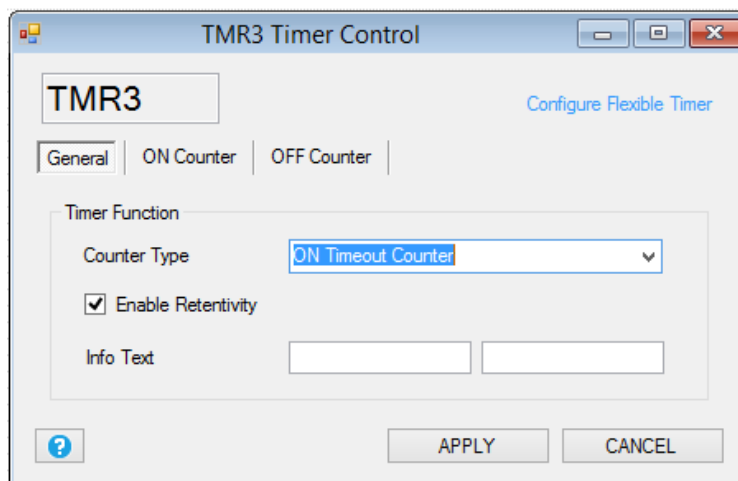 TMR3 Timer Control
TMR3
Configure Flexible Timer
General ON Counter OFF Counter
Timer Function
Counter Type ON Timeout Counter
Enable Retentivity
Info Text
? APPLY CANCEL